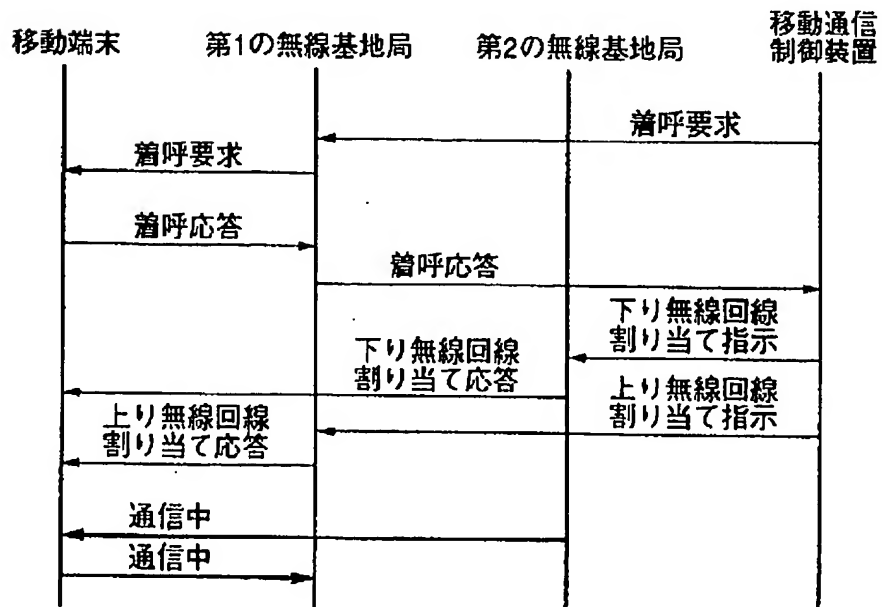 移動端末
第1の無線基地局
第2の無線基地局
移動通信
制御装置
着呼要求
着呼要求
着呼応答
着呼応答
下り無線回線
割り当て指示
下り無線回線
割り当て応答
上り無線回線
割り当て指示
上り無線回線
割り当て応答
通信中
通信中